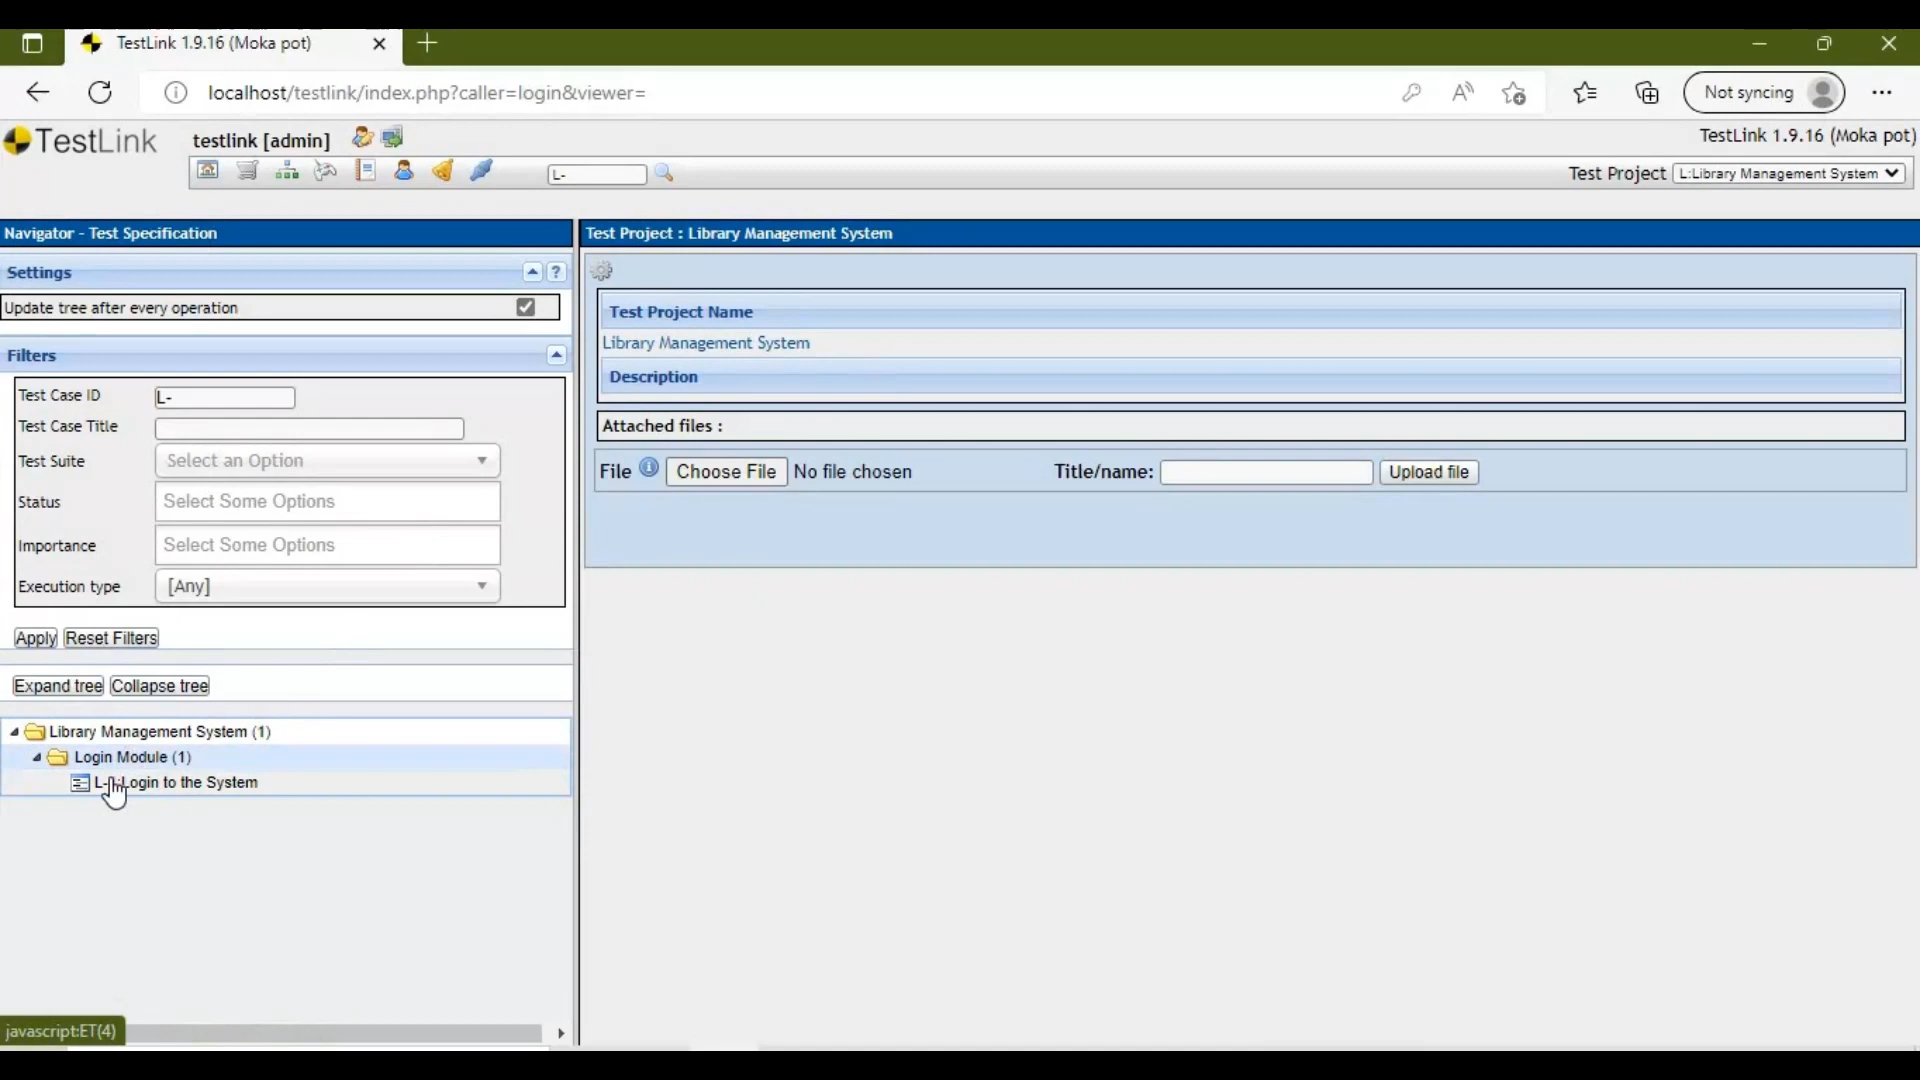 TestLink 1.9.16 (Moka pot)
localhost/testlink/index.php?caller=login&viewer=
Not syncing
TestLink
testlink [admin]
TestLink 1.9.16 (Moka pot)
L-
Test Project L:Library Management System
Navigator - Test Specification
Test Project : Library Management System
Settings
?
Update tree after every operation
Filters
Test Case ID L-
Test Case Title
Test Suite Select an Option
Status Select Some Options
Importance Select Some Options
Execution type [Any]
Apply Reset Filters
Expand tree Collapse tree
Library Management System (1)
Login Module (1)
Login to the System
javascript:ET(4)
Test Project Name
Library Management System
Description
Attached files :
File Choose File No file chosen Title/name: Upload file